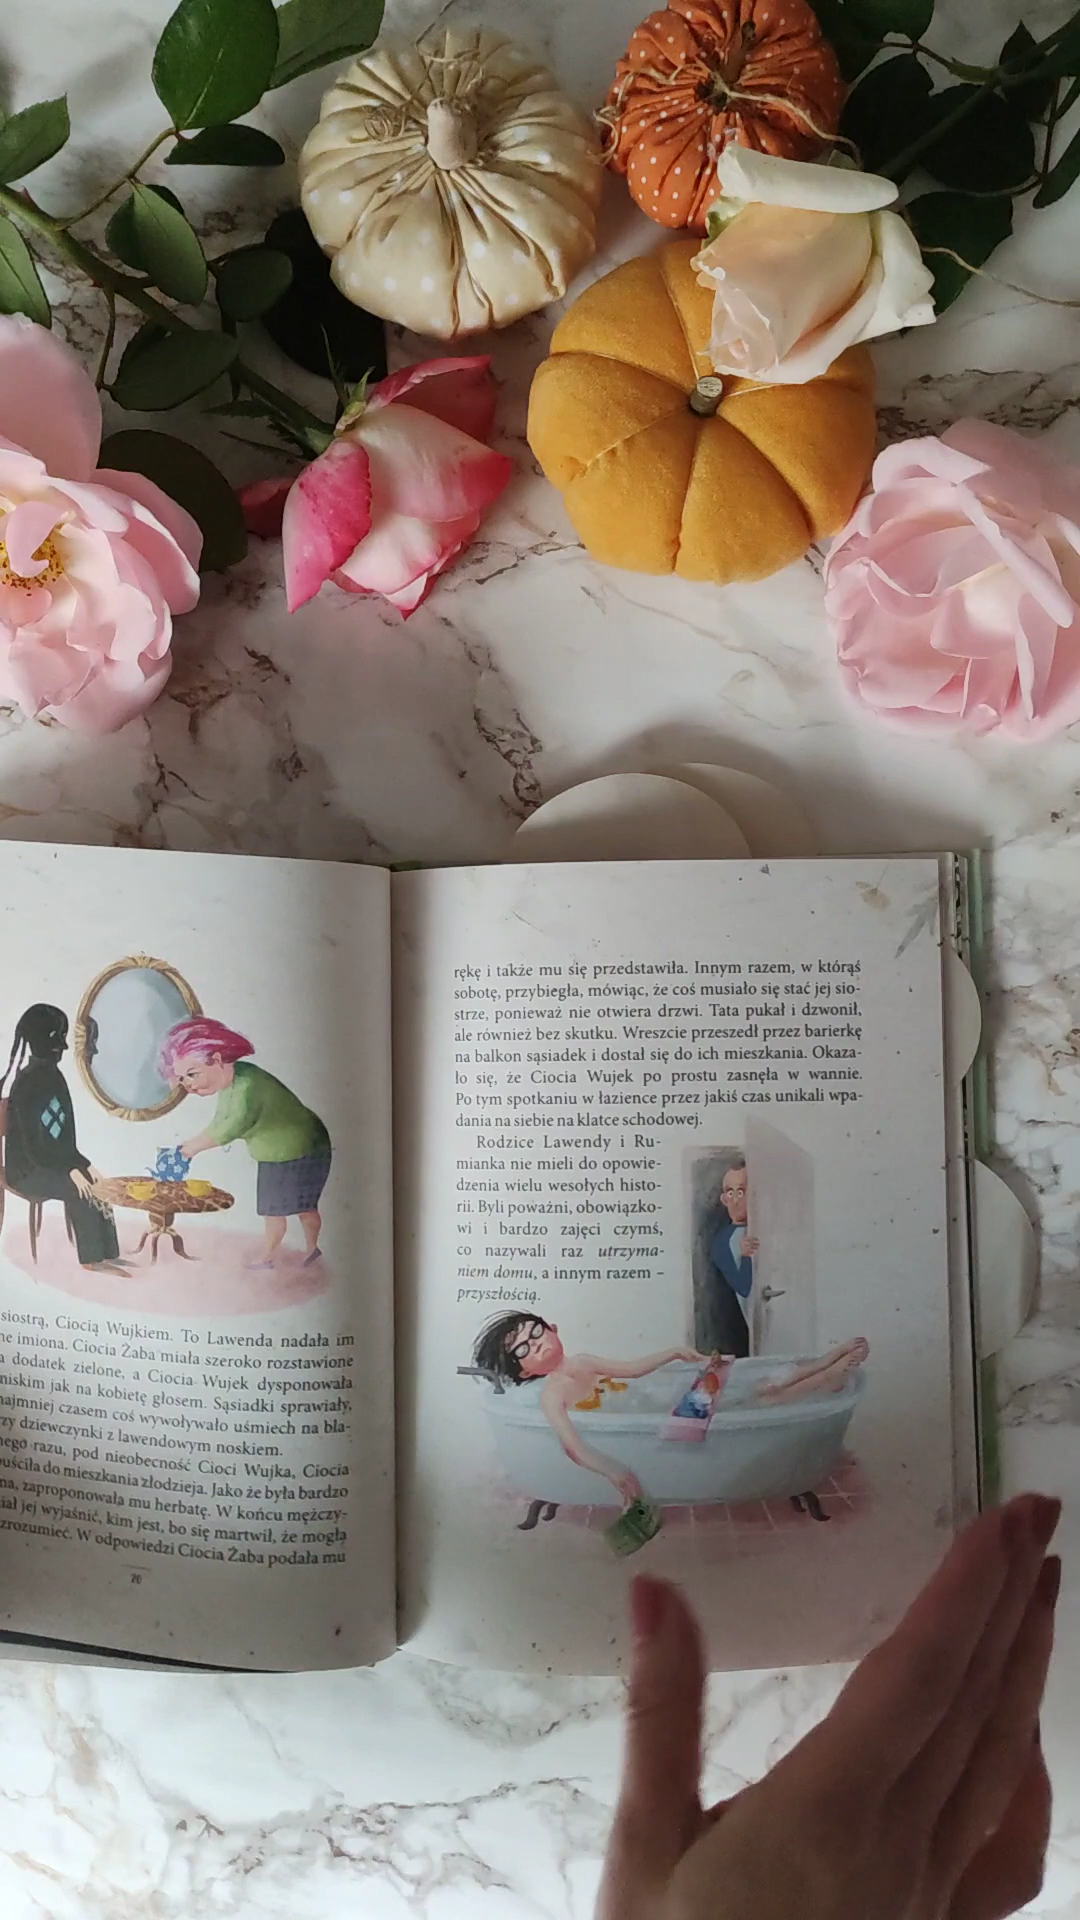 siostrą, Ciocią Wujkiem. To Lawenda nadała im
imiona. Ciocia Żaba miała szeroko rozstawione
dodatek zielone, a Ciocia Wujek dysponowała
niskim jak na kobietę głosem. Sąsiadki sprawiały,
najmniej czasem coś wywoływało uśmiech na bla-
dziewczynki z lawendowym noskiem.
razu, pod nieobecność Cioci Wujka, Ciocia
do mieszkania złodzieja. Jako że była bardzo
zaproponowała mu herbatę. W końcu mężczy-
jej wyjaśnić, kim jest, bo się martwił, że mogła
zrozumieć. W odpowiedzi Ciocia Żaba podała mu
20
rękę i także mu się przedstawiła. Innym razem, w którąś
sobotę, przybiegła, mówiąc, że coś musiało się stać jej sio-
strze, ponieważ nie otwiera drzwi. Tata pukał i dzwonił,
ale również bez skutku. Wreszcie przeszedł przez barierkę
na balkon sąsiadek i dostał się do ich mieszkania. Okaza-
ło się, że Ciocia Wujek po prostu zasnęła w wannie.
Po tym spotkaniu w łazience przez jakiś czas unikali wpa-
dania na siebie na klatce schodowej.
Rodzice Lawendy i Ru-
mianka nie mieli do opowie-
dzenia wielu wesołych histo-
rii. Byli poważni, obowiązko-
wi i bardzo zajęci czymś,
co nazywali raz utrzyma-
niem domu, a innym razem –
przyszłością.